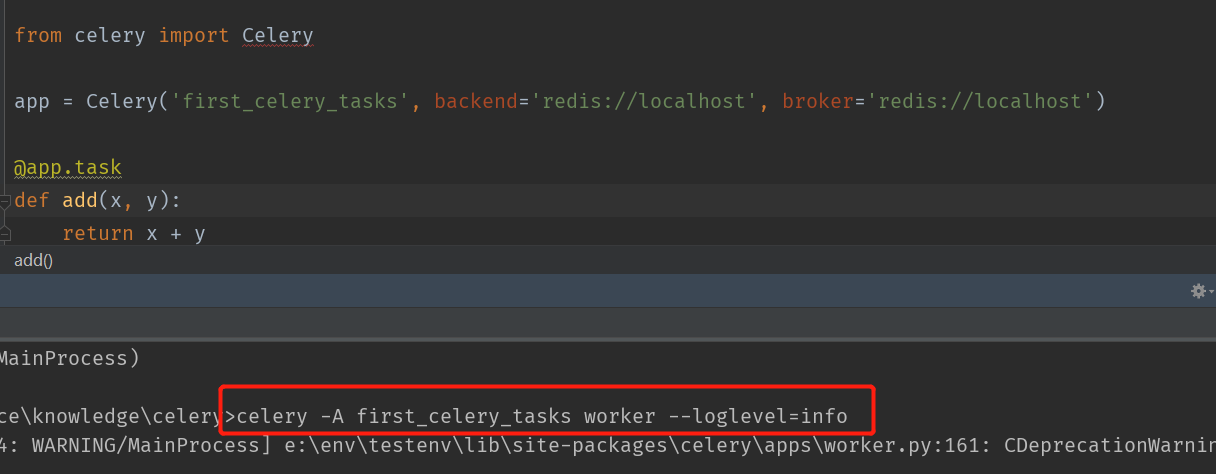 from celery import Celery
app = Celery('first_celery_tasks', backend='redis://localhost', broker='redis://localhost')
@app.task
def add(x, y):
return x + y
add()
MainProcess)
ce\knowledge\celery>celery -A first_celery_tasks worker --loglevel=info
4: WARNING/MainProcess] e:\env\testenv\lib\site-packages\celery\apps\worker.py:161: CDeprecationWarnin